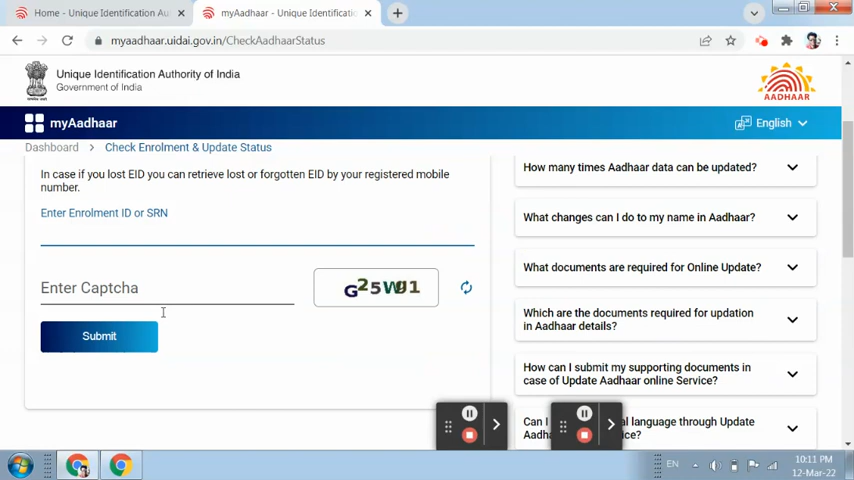 Home - Unique Identification Au
myAadhaar - Unique Identificatio
myaadhaar.uidai.gov.in/CheckAadhaarStatus
Unique Identification Authority of India
Government of India
AADHAAR
myAadhaar
English
Dashboard > Check Enrolment & Update Status
In case if you lost EID you can retrieve lost or forgotten EID by your registered mobile
number.
Enter Enrolment ID or SRN
Enter Captcha
Submit
How many times Aadhaar data can be updated?
What changes can I do to my name in Aadhaar?
What documents are required for Online Update?
Which are the documents required for updation
in Aadhaar details?
How can I submit my supporting documents in
case of Update Aadhaar online Service?
Can I al language through Update
Aadha ice?
EN
10:11 PM
12-Mar-22